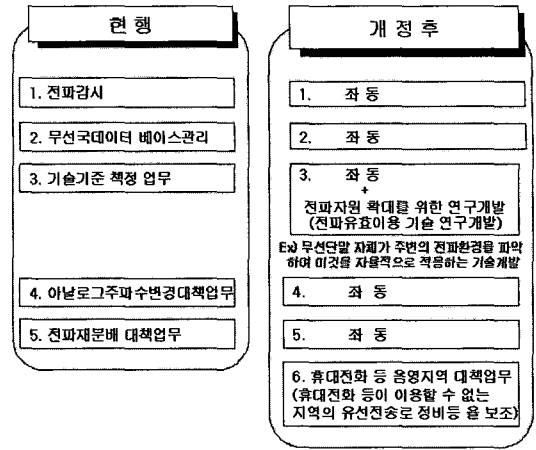 현 행
1. 전파감시
2. 무선국데이터 베이스관리
3. 기술기준 책정 업무
4. 아날로그주파수변경대책업무
5. 전파재분배 대책업무
개 정 후
1. 좌 동
2. 좌 동
3. 좌 동
+
전파자원 확대를 위한 연구개발
(전파유효이용 기술 연구개발)
Ex) 무선단말 자체가 주변의 전파환경을 파악
하여 이것을 자율적으로 적용하는 기술개발
4. 좌 동
5. 좌 동
6. 휴대전화 등 음영지역 대책업무
(휴대전화 등이 이용할 수 없는
지역의 유선전송로 정비등 을 보조)